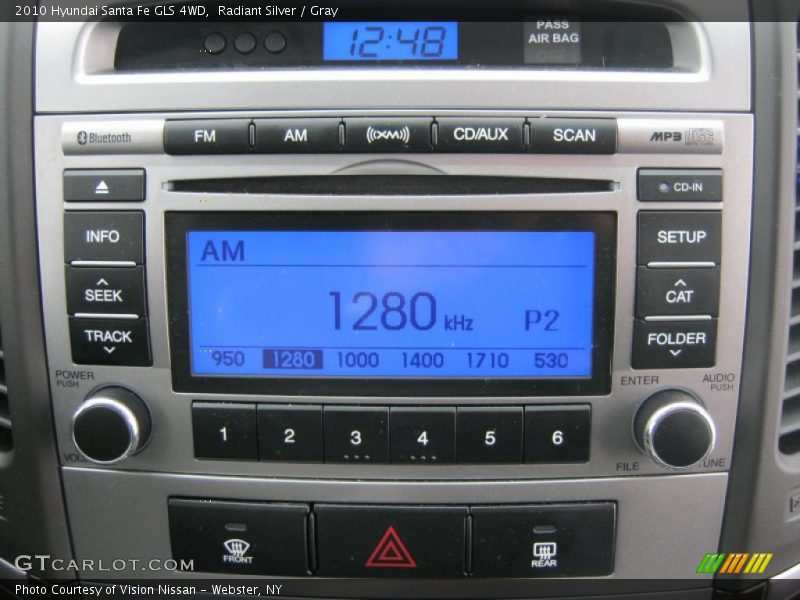 2010 Hyundai Santa Fe GLS 4WD, Radiant Silver / Gray
12:48
PASS
AIR BAG
Bluetooth
FM
AM
((XM))
CD/AUX
SCAN
MP3
CD-IN
INFO
SETUP
SEEK
CAT
TRACK
FOLDER
AM
1280 kHz
P2
950 1280 1000 1400 1710 530
POWER
PUSH
ENTER
AUDIO
PUSH
1 2 3 4 5 6
VOL
FILE
TUNE
FRONT
REAR
GTCARLOT.COM
Photo Courtesy of Vision Nissan - Webster, NY